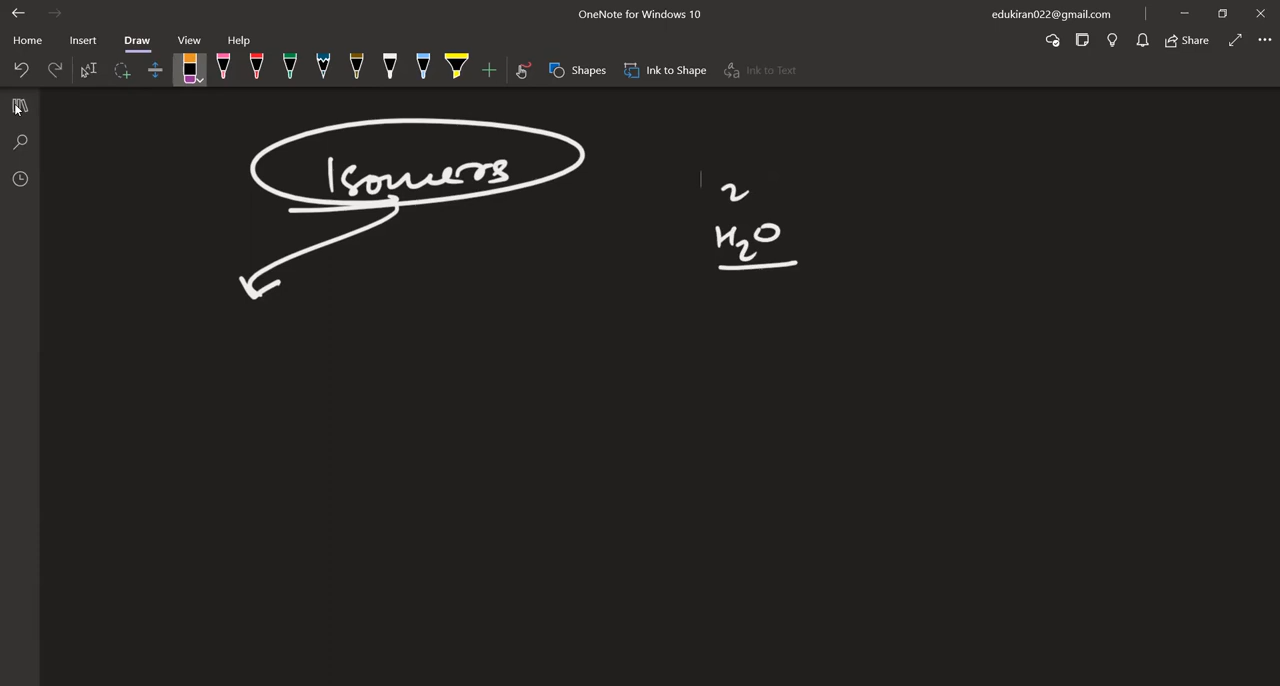 OneNote for Windows 10
edukiran022@gmail.com
Home Insert Draw View Help
Share
Shapes Ink to Shape Ink to Text
Isomers
2
H2O